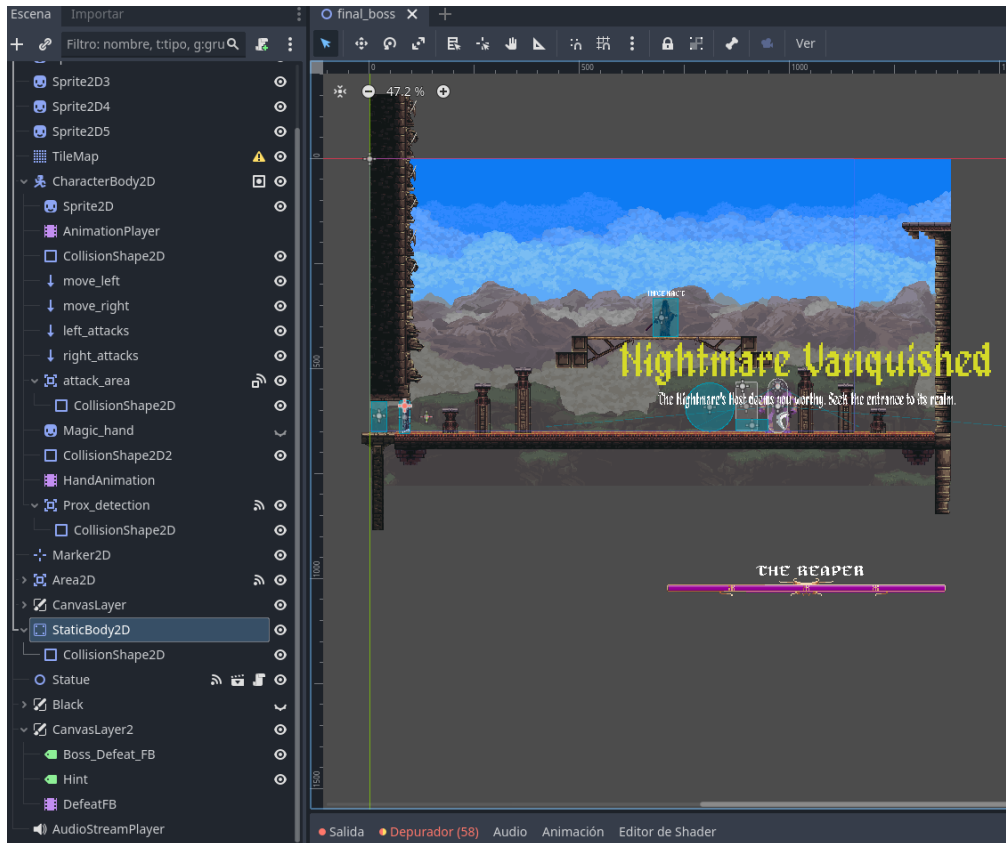 Escena Importar
final_boss
Filtro: nombre, t:tipo, g:gru
Ver
0 500 1000
47.2 %
Sprite2D3
Sprite2D4
Sprite2D5
TileMap
CharacterBody2D
Sprite2D
AnimationPlayer
CollisionShape2D
move_left
move_right
left_attacks
right_attacks
attack_area
CollisionShape2D
Magic_hand
CollisionShape2D2
HandAnimation
Prox_detection
CollisionShape2D
Marker2D
Area2D
CanvasLayer
StaticBody2D
CollisionShape2D
Statue
Black
CanvasLayer2
Boss_Defeat_FB
Hint
DefeatFB
AudioStreamPlayer
0
500
1000
1500
Nightmare Vanquished
The Nightmare's Host deems you worthy. Seek the entrance to its realm.
THE REAPER
Salida Depurador (58) Audio Animación Editor de Shader